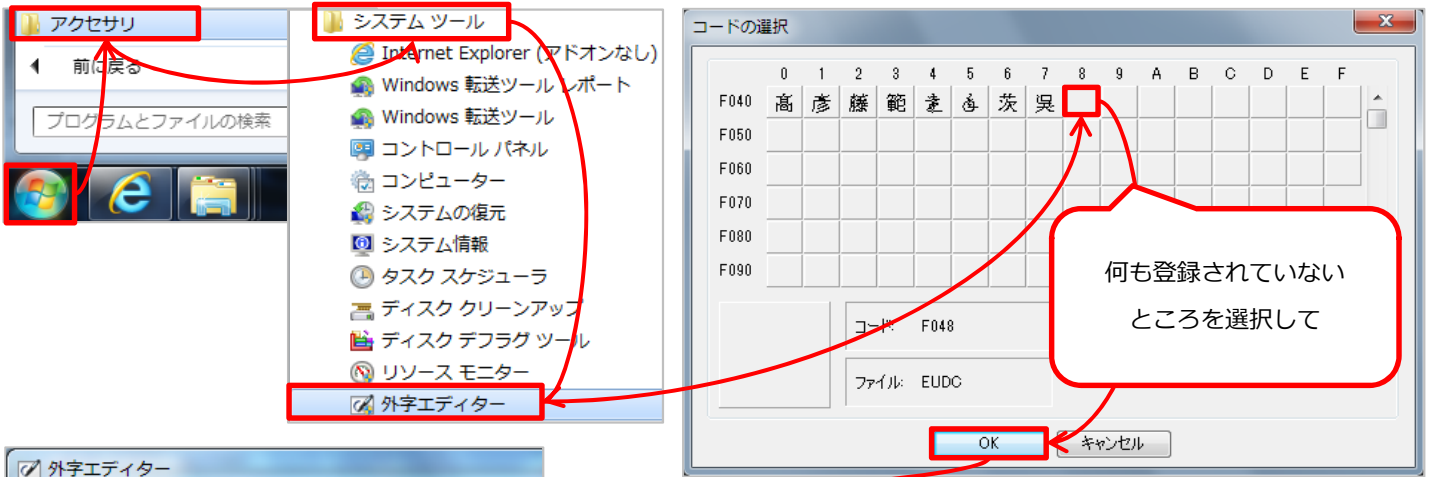 アクセサリ
前に戻る
プログラムとファイルの検索
システム ツール
Internet Explorer (アドオンなし)
Windows 転送ツール レポート
Windows 転送ツール
コントロール パネル
コンピューター
システムの復元
システム情報
タスク スケジューラ
ディスク クリーンアップ
ディスク デフラグ ツール
リソース モニター
外字エディター
コードの選択
0 1 2 3 4 5 6 7 8 9 A B C D E F
F040 髙 彥 藤 範 茨 吳
F050
F060
F070
F080
F090
何も登録されていない
ところを選択して
コード: F048
ファイル: EUDC
OK キャンセル
外字エディター